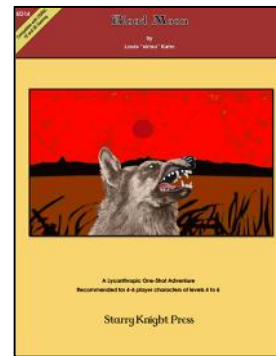 Blood Moon
by
A Lycanthropic One-Shot Adventure
Recommended for 4-6 player characters of levels 4 to 6
Starry Knight Press